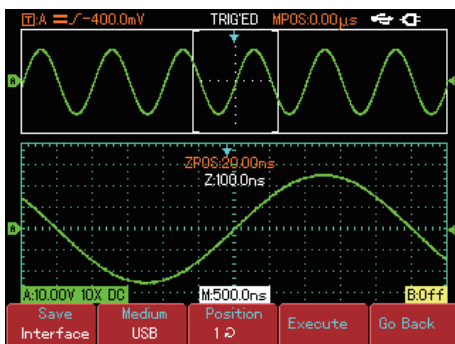 T:A -400.0mV TRIG'ED MPOS:0.00μs
A
ZPOS:20.00ns
Z:100.0ns
A
A:10.00V 10X DC M:500.0ns B:Off
Save Medium Position Execute Go Back
Interface USB 1